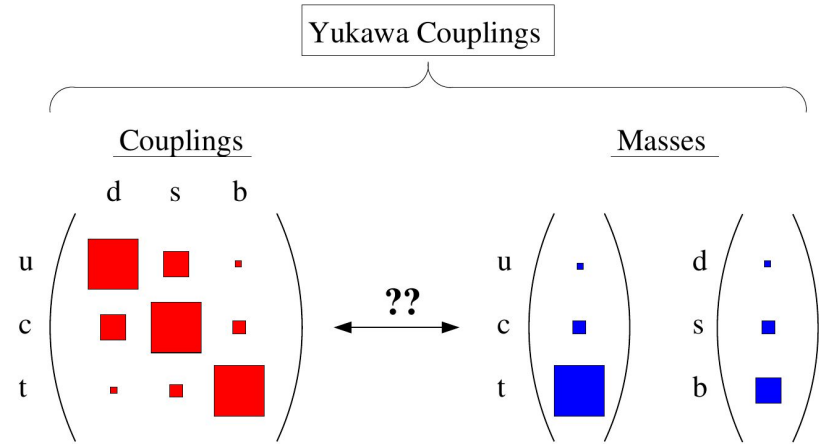 Yukawa Couplings
Couplings Masses
d s b
u u d
c ?? c s
t t b